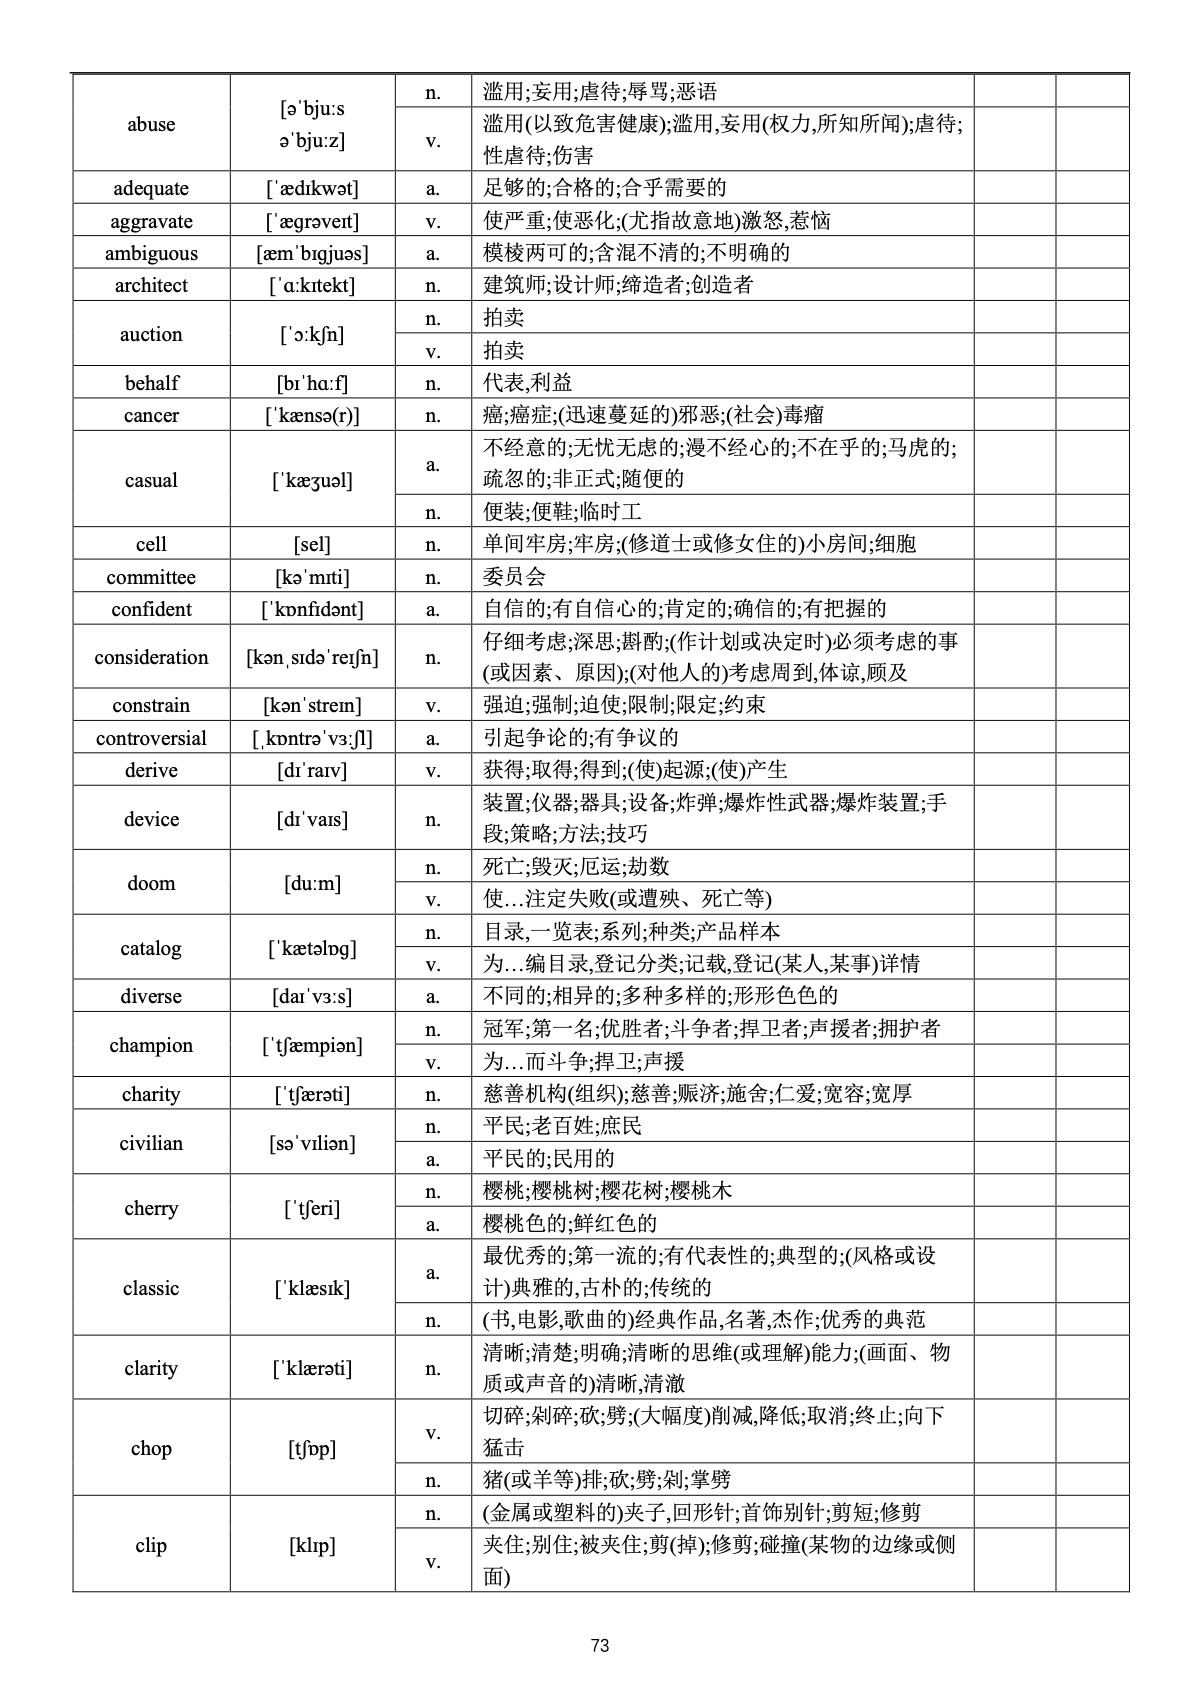 abuse [əˈbjuːs n. 滥用;妄用;虐待;辱骂;恶语
əˈbjuːz] v. 滥用(以致危害健康);滥用,妄用(权力,所知所闻);虐待;
性虐待;伤害
adequate [ˈædɪkwət] a. 足够的;合格的;合乎需要的
aggravate [ˈæɡrəveɪt] v. 使严重;使恶化;(尤指故意地)激怒,惹恼
ambiguous [æmˈbɪɡjuəs] a. 模棱两可的;含混不清的;不明确的
architect [ˈɑːkɪtekt] n. 建筑师;设计师;缔造者;创造者
auction [ˈɔːkʃn] n. 拍卖
v. 拍卖
behalf [bɪˈhɑːf] n. 代表,利益
cancer [ˈkænsə(r)] n. 癌;癌症;(迅速蔓延的)邪恶;(社会)毒瘤
casual [ˈkæʒuəl] a. 不经意的;无忧无虑的;漫不经心的;不在乎的;马虎的;
疏忽的;非正式;随便的
n. 便装;便鞋;临时工
cell [sel] n. 单间牢房;牢房;(修道士或修女住的)小房间;细胞
committee [kəˈmɪti] n. 委员会
confident [ˈkɒnfɪdənt] a. 自信的;有自信心的;肯定的;确信的;有把握的
consideration [kənˌsɪdəˈreɪʃn] n. 仔细考虑;深思;斟酌;(作计划或决定时)必须考虑的事
(或因素、原因);(对他人的)考虑周到,体谅,顾及
constrain [kənˈstreɪn] v. 强迫;强制;迫使;限制;限定;约束
controversial [ˌkɒntrəˈvɜːʃl] a. 引起争论的;有争议的
derive [dɪˈraɪv] v. 获得;取得;得到;(使)起源;(使)产生
device [dɪˈvaɪs] n. 装置;仪器;器具;设备;炸弹;爆炸性武器;爆炸装置;手
段;策略;方法;技巧
doom [duːm] n. 死亡;毁灭;厄运;劫数
v. 使…注定失败(或遭殃、死亡等)
catalog [ˈkætəlɒɡ] n. 目录,一览表;系列;种类;产品样本
v. 为…编目录,登记分类;记载,登记(某人,某事)详情
diverse [daɪˈvɜːs] a. 不同的;相异的;多种多样的;形形色色的
champion [ˈtʃæmpiən] n. 冠军;第一名;优胜者;斗争者;捍卫者;声援者;拥护者
v. 为…而斗争;捍卫;声援
charity [ˈtʃærəti] n. 慈善机构(组织);慈善;赈济;施舍;仁爱;宽容;宽厚
civilian [səˈvɪliən] n. 平民;老百姓;庶民
a. 平民的;民用的
cherry [ˈtʃeri] n. 樱桃;樱桃树;樱花树;樱桃木
a. 樱桃色的;鲜红色的
classic [ˈklæsɪk] a. 最优秀的;第一流的;有代表性的;典型的;(风格或设
计)典雅的,古朴的;传统的
n. (书,电影,歌曲的)经典作品,名著,杰作;优秀的典范
clarity [ˈklærəti] n. 清晰;清楚;明确;清晰的思维(或理解)能力;(画面、物
质或声音的)清晰,清澈
chop [tʃɒp] v. 切碎;剁碎;砍;劈;(大幅度)削减,降低;取消;终止;向下
猛击
n. 猪(或羊等)排;砍;劈;剁;掌劈
clip [klɪp] n. (金属或塑料的)夹子,回形针;首饰别针;剪短;修剪
v. 夹住;别住;被夹住;剪(掉);修剪;碰撞(某物的边缘或侧
面)
73